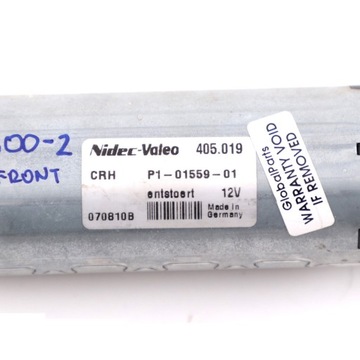 00-2
FRONT
Nidec-Valeo 405.019
CRH P1-01559-01
entstoert 12V
070810B Made in Germany
GlobalParts
WARRANTY VOID
IF REMOVED